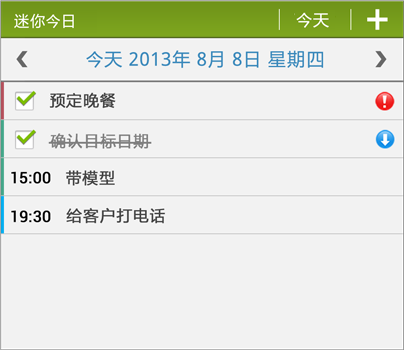 迷你今日 今天
今天 2013年 8月 8日 星期四
预定晚餐
确认目标日期
15:00 带模型
19:30 给客户打电话